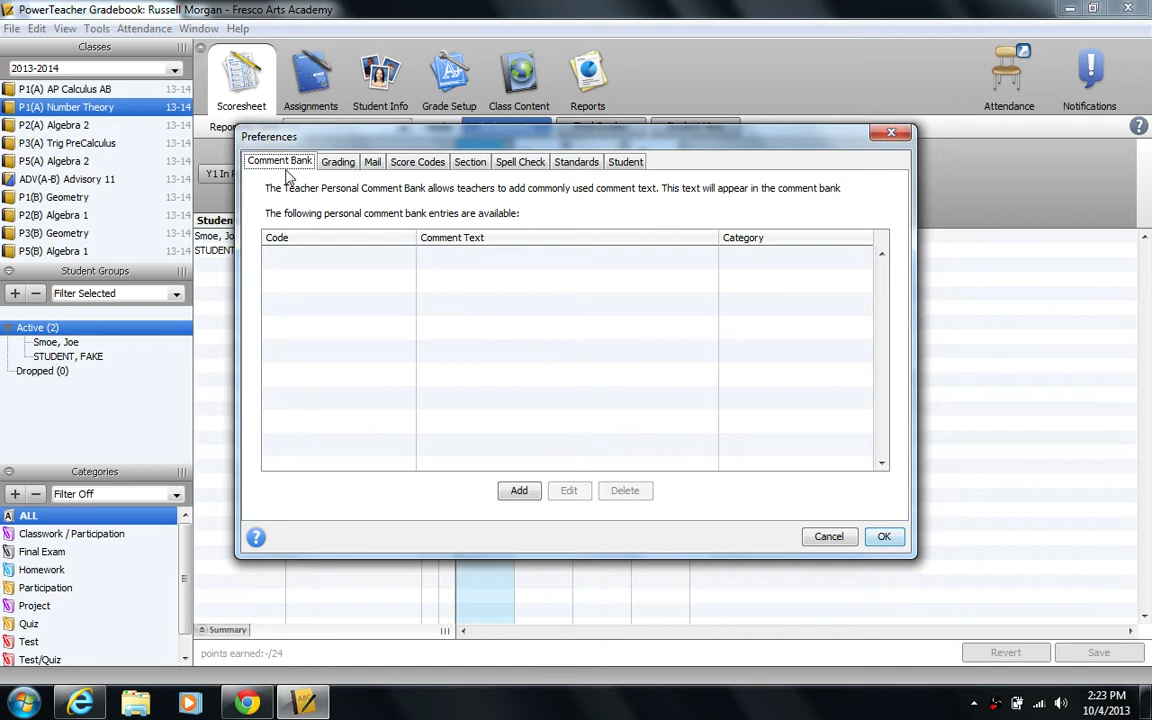 PowerTeacher Gradebook: Russell Morgan - Fresco Arts Academy
File Edit View Tools Attendance Window Help
Classes
2013-2014
P1(A) AP Calculus AB 13-14
P1(A) Number Theory 13-14
P2(A) Algebra 2 13-14
P3(A) Trig PreCalculus 13-14
P5(A) Algebra 2 13-14
ADV(A-B) Advisory 11 13-14
P1(B) Geometry 13-14
P2(B) Algebra 1 13-14
P3(B) Geometry 13-14
P5(B) Algebra 1 13-14
Student Groups
Filter Selected
Active (2)
Smoe, Joe
STUDENT, FAKE
Dropped (0)
Categories
Filter Off
ALL
Classwork / Participation
Final Exam
Homework
Participation
Project
Quiz
Test
Test/Quiz
Scoresheet Assignments Student Info Grade Setup Class Content Reports Attendance Notifications
Repor
Y1 In P
Studen
Smoe, Joe
STUDENT
Preferences
Comment Bank Grading Mail Score Codes Section Spell Check Standards Student
The Teacher Personal Comment Bank allows teachers to add commonly used comment text. This text will appear in the comment bank
The following personal comment bank entries are available:
Code Comment Text Category
Add Edit Delete
Cancel OK
Summary
points earned:-/24
Revert Save
2:23 PM
10/4/2013